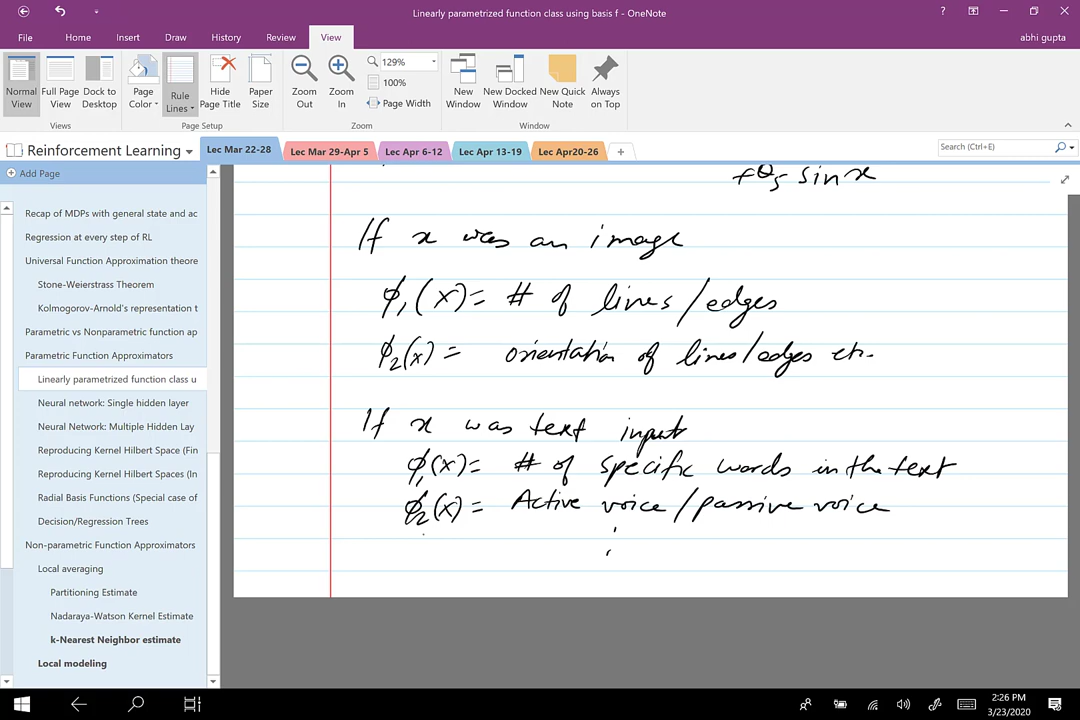 Linearly parametrized function class using basis f - OneNote
File Home Insert Draw History Review View abhi gupta
Normal View
Full Page View
Dock to Desktop
Page Color
Rule Lines
Hide Page Title
Paper Size
Zoom Out
Zoom In
129%
100%
Page Width
New Window
New Docked Window
New Quick Note
Always on Top
Views Page Setup Zoom Window
Reinforcement Learning
Lec Mar 22-28 Lec Mar 29-Apr 5 Lec Apr 6-12 Lec Apr 13-19 Lec Apr20-26 +
Search (Ctrl+E)
Add Page
Recap of MDPs with general state and ac
Regression at every step of RL
Universal Function Approximation theore
Stone-Weierstrass Theorem
Kolmogorov-Arnold's representation t
Parametric vs Nonparametric function ap
Parametric Function Approximators
Linearly parametrized function class u
Neural network: Single hidden layer
Neural Network: Multiple Hidden Lay
Reproducing Kernel Hilbert Space (Fin
Reproducing Kernel Hilbert Spaces (In
Radial Basis Functions (Special case of
Decision/Regression Trees
Non-parametric Function Approximators
Local averaging
Partitioning Estimate
Nadaraya-Watson Kernel Estimate
k-Nearest Neighbor estimate
Local modeling
+θ5 sin x
If x was an image
ϕ1(x)= # of lines/edges
ϕ2(x)= orientation of lines/edges etc.
If x was text input
ϕ1(x)= # of specific words in the text
ϕ2(x)= Active voice/passive voice
2:26 PM
3/23/2020